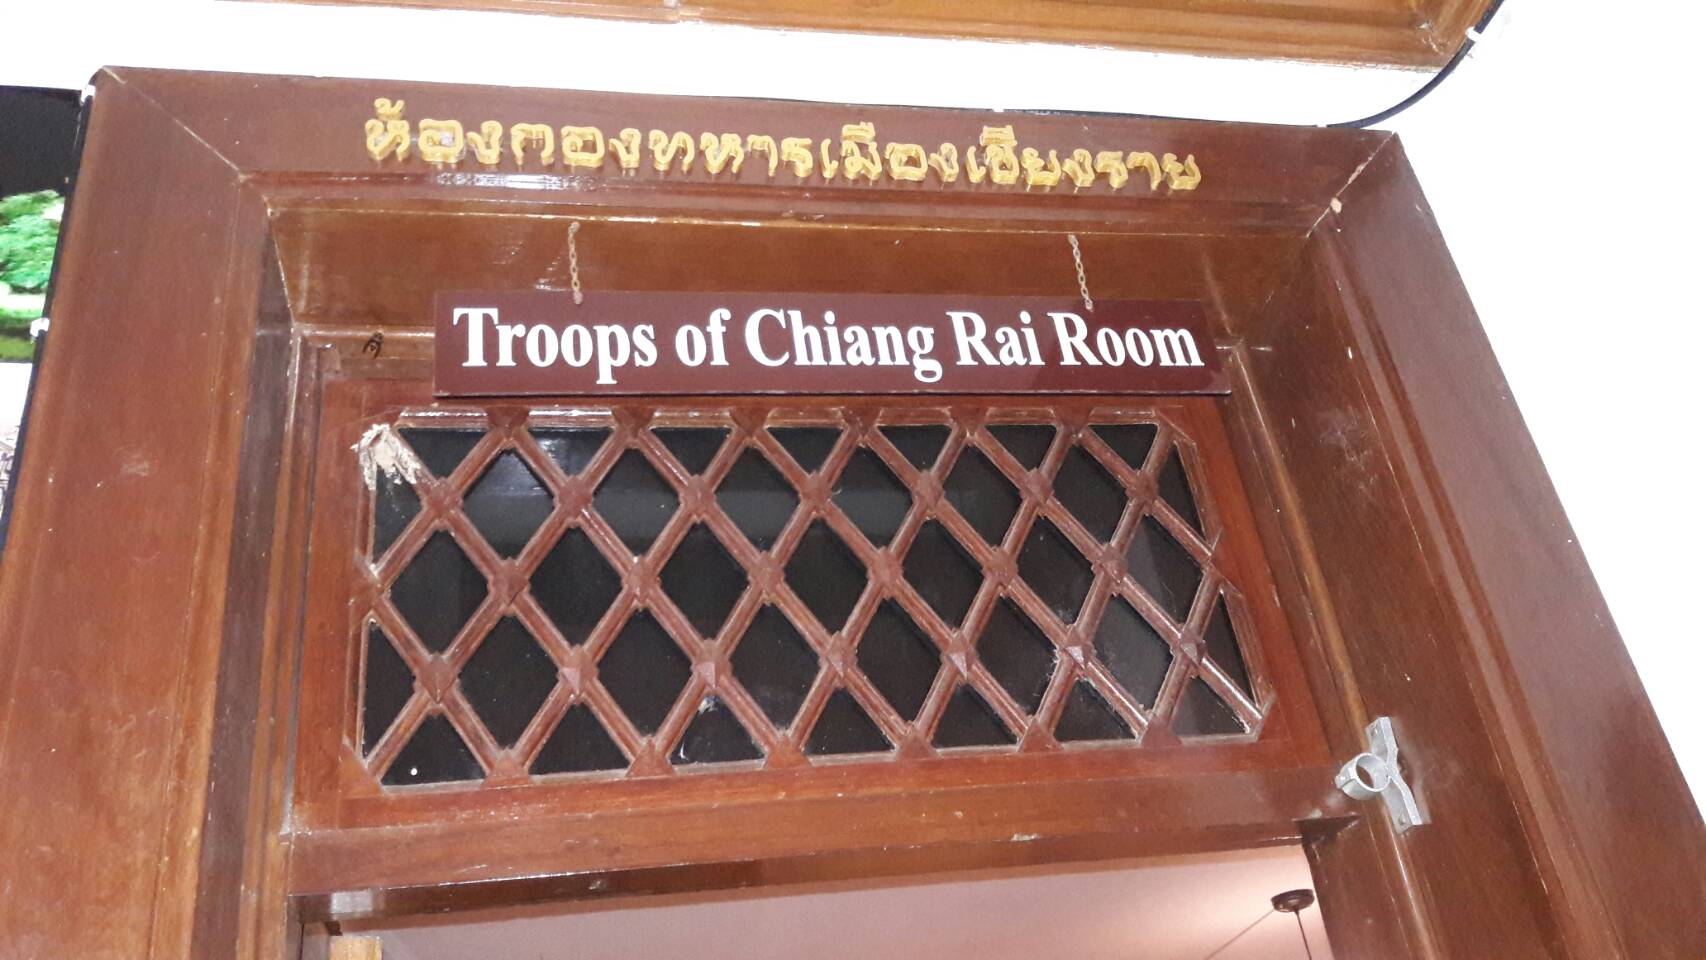 ห้องกองทหารเมืองเชียงราย
Troops of Chiang Rai Room